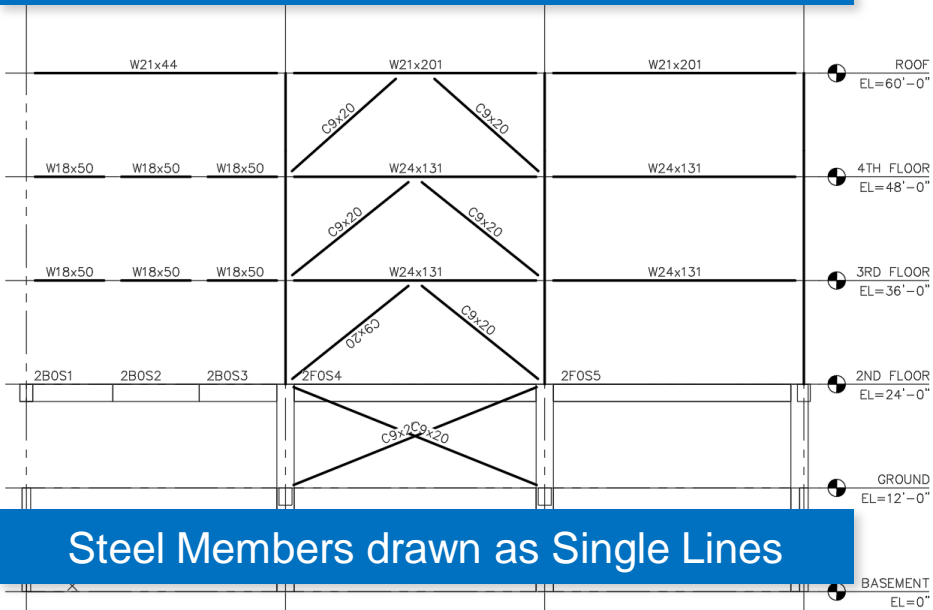 W21x44 W21x201 W21x201 ROOF
EL=60'-0"
C9x20 C9x20
W18x50 W18x50 W18x50 W24x131 W24x131 4TH FLOOR
EL=48'-0"
C9x20 C9x20
W18x50 W18x50 W18x50 W24x131 W24x131 3RD FLOOR
EL=36'-0"
C9x20 C9x20
2B0S1 2B0S2 2B0S3 2F0S4 2F0S5 2ND FLOOR
EL=24'-0"
C9x20
GROUND
EL=12'-0"
Steel Members drawn as Single Lines
BASEMENT
EL=0"